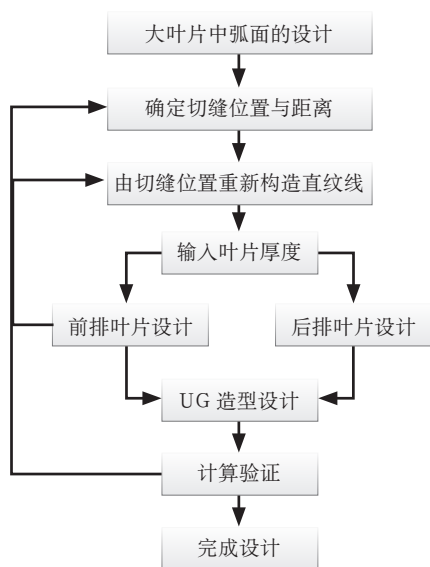 大叶片中弧面的设计
确定切缝位置与距离
由切缝位置重新构造直纹线
输入叶片厚度
前排叶片设计
后排叶片设计
UG 造型设计
计算验证
完成设计